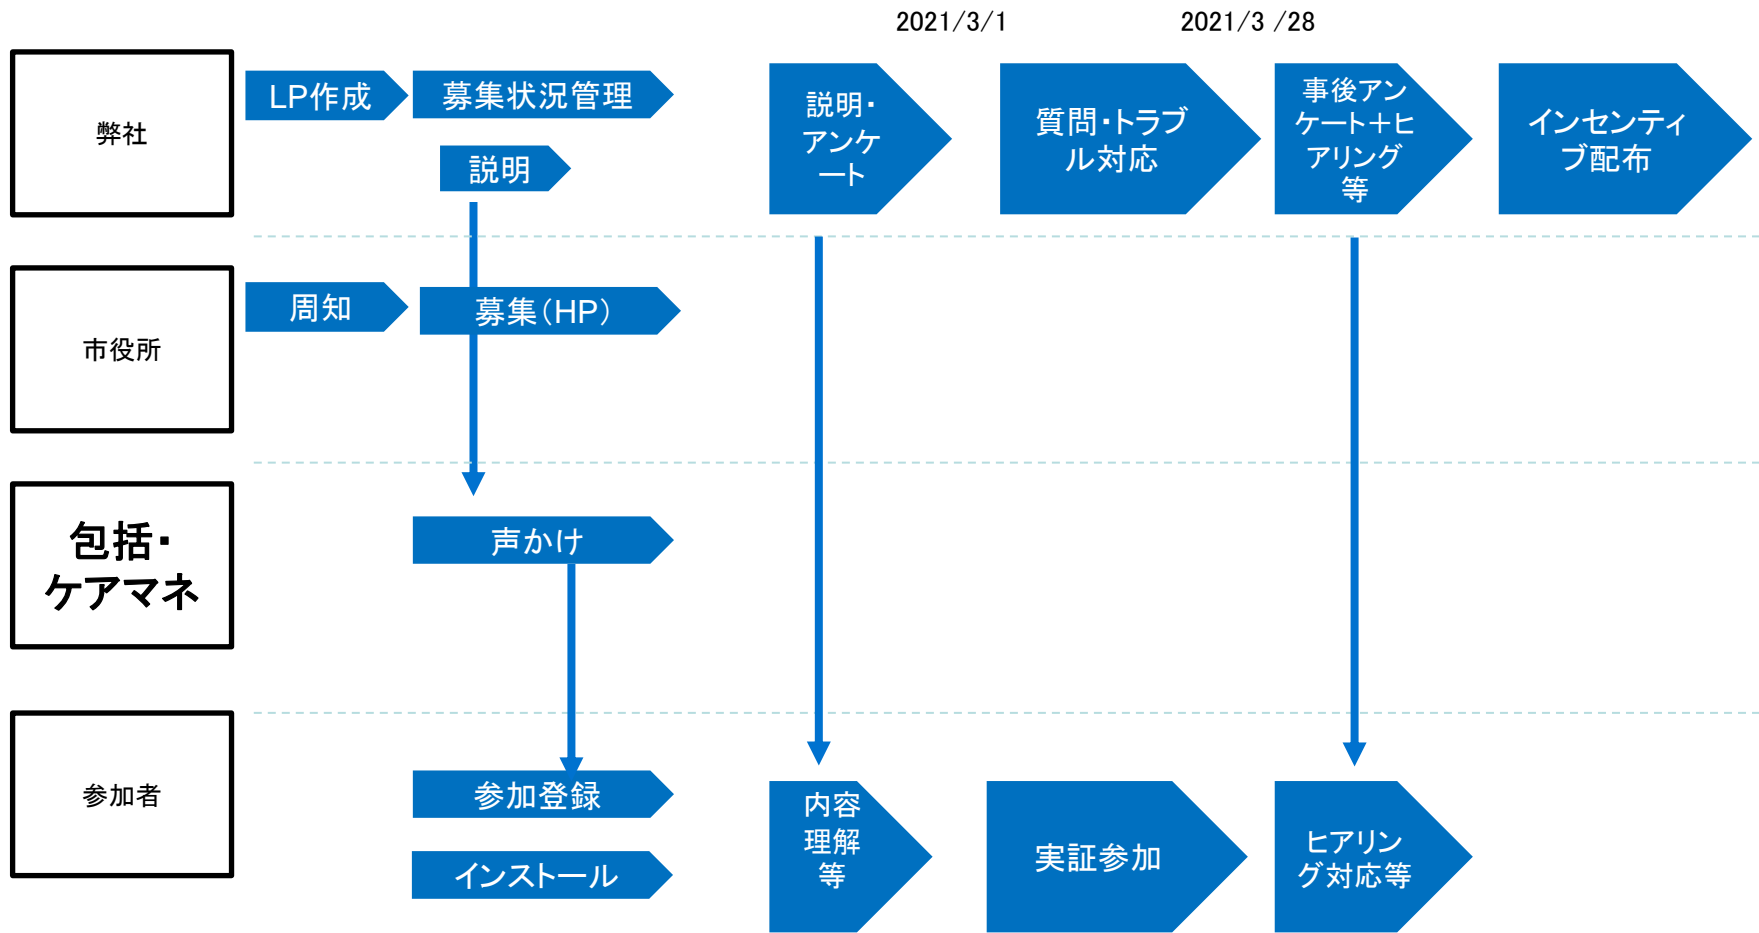 2021/3/1
2021/3 /28
弊社
LP作成
募集状況管理
説明
説明・
アンケ
ート
質問・トラブ
ル対応
事後アン
ケート＋ヒ
アリング
等
インセンティ
ブ配布
市役所
周知
募集（HP）
包括・
ケアマネ
声かけ
参加者
参加登録
インストール
内容
理解
等
実証参加
ヒアリン
グ対応等